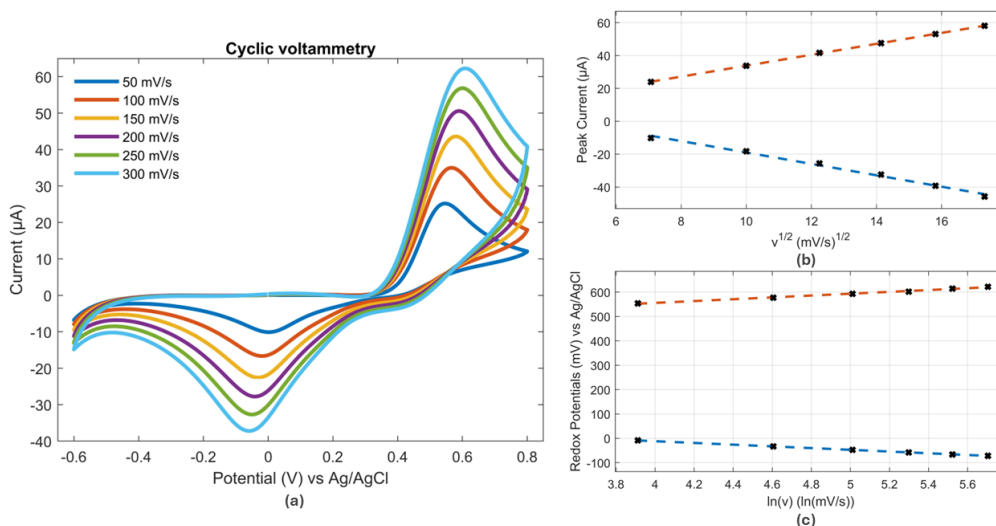 (a)
Cyclic voltammetry
50 mV/s
100 mV/s
150 mV/s
200 mV/s
250 mV/s
300 mV/s
Current (µA)
60
50
40
30
20
10
0
-10
-20
-30
-40
-0.6 -0.4 -0.2 0 0.2 0.4 0.6 0.8
Potential (V) vs Ag/AgCl
(a)
Peak Current (µA)
60
40
20
0
-20
-40
6 8 10 12 14 16
v1/2 (mV/s)1/2
(b)
Redox Potentials (mV) vs Ag/AgCl
600
500
400
300
200
100
0
-100
3.8 4 4.2 4.4 4.6 4.8 5 5.2 5.4 5.6
ln(v) (ln(mV/s))
(c)